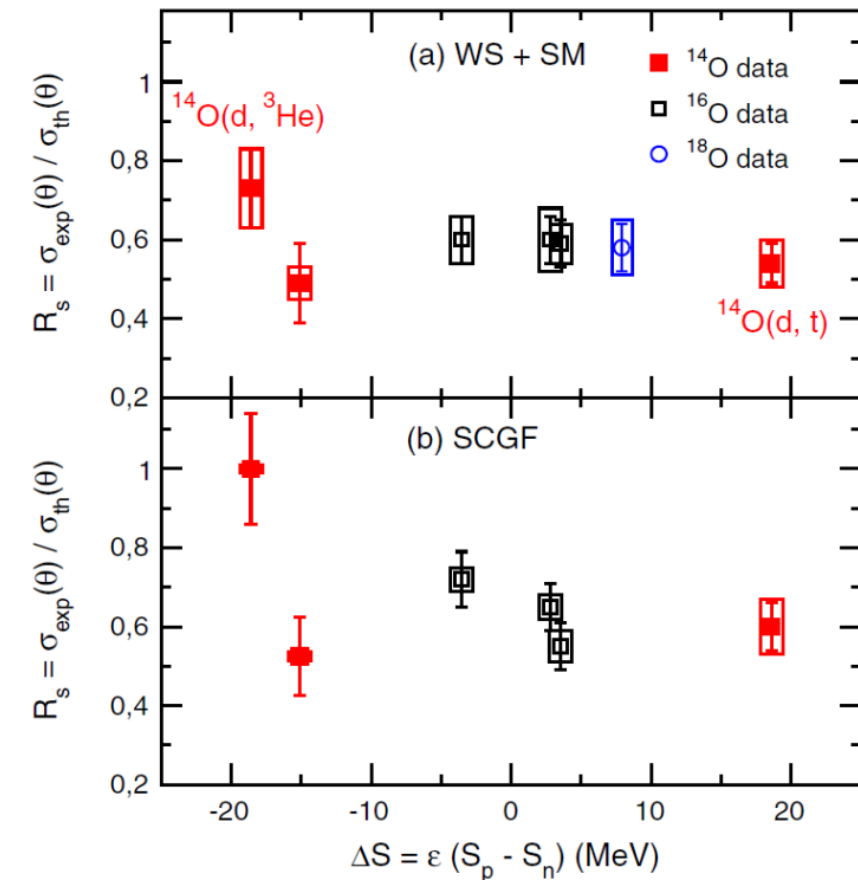 (a) WS + SM
¹⁴O data
¹⁶O data
¹⁸O data
¹⁴O(d, ³He)
¹⁴O(d, t)
1
0,8
0,6
0,4
0,2
R_s = σ_exp(θ) / σ_th(θ)
(b) SCGF
1
0,8
0,6
0,4
0,2
R_s = σ_exp(θ) / σ_th(θ)
-20 -10 0 10 20
ΔS = ε (S_p - S_n) (MeV)